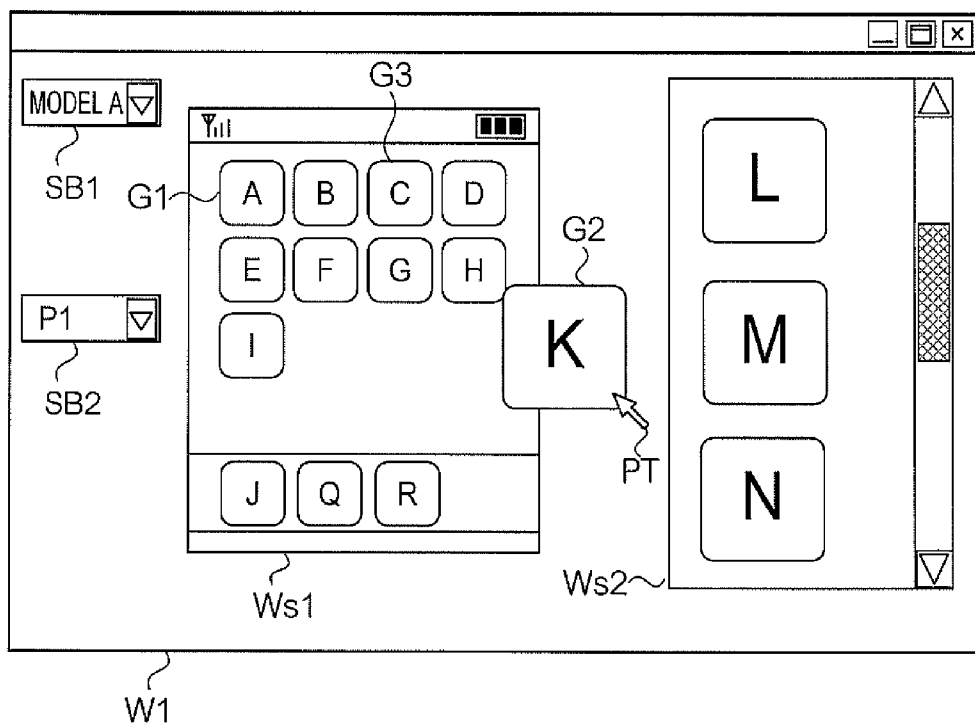 G3
MODEL A
SB1
G1
A B C D
G2
E F G H
L
P1
I
K
M
SB2
PT
J Q R
N
Ws1
Ws2
W1